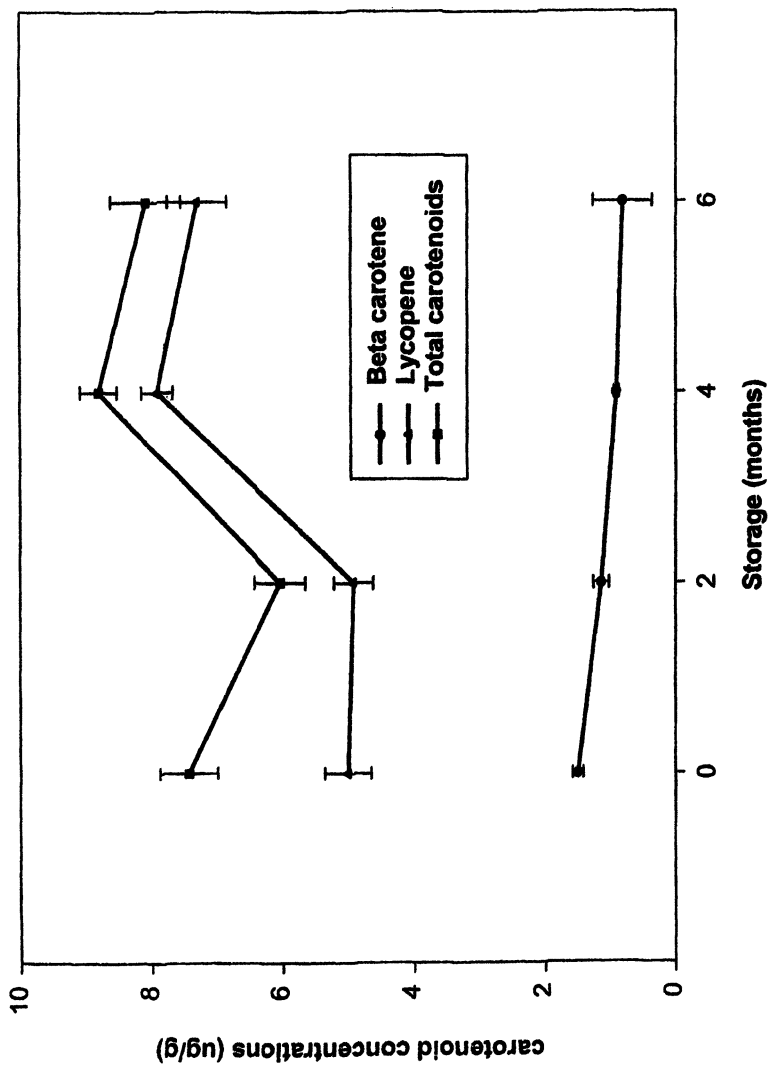 carotenoid concentrations (ug/g)
10
8
6
4
2
0
Beta carotene
Lycopene
Total carotenoids
0
2
4
6
Storage (months)